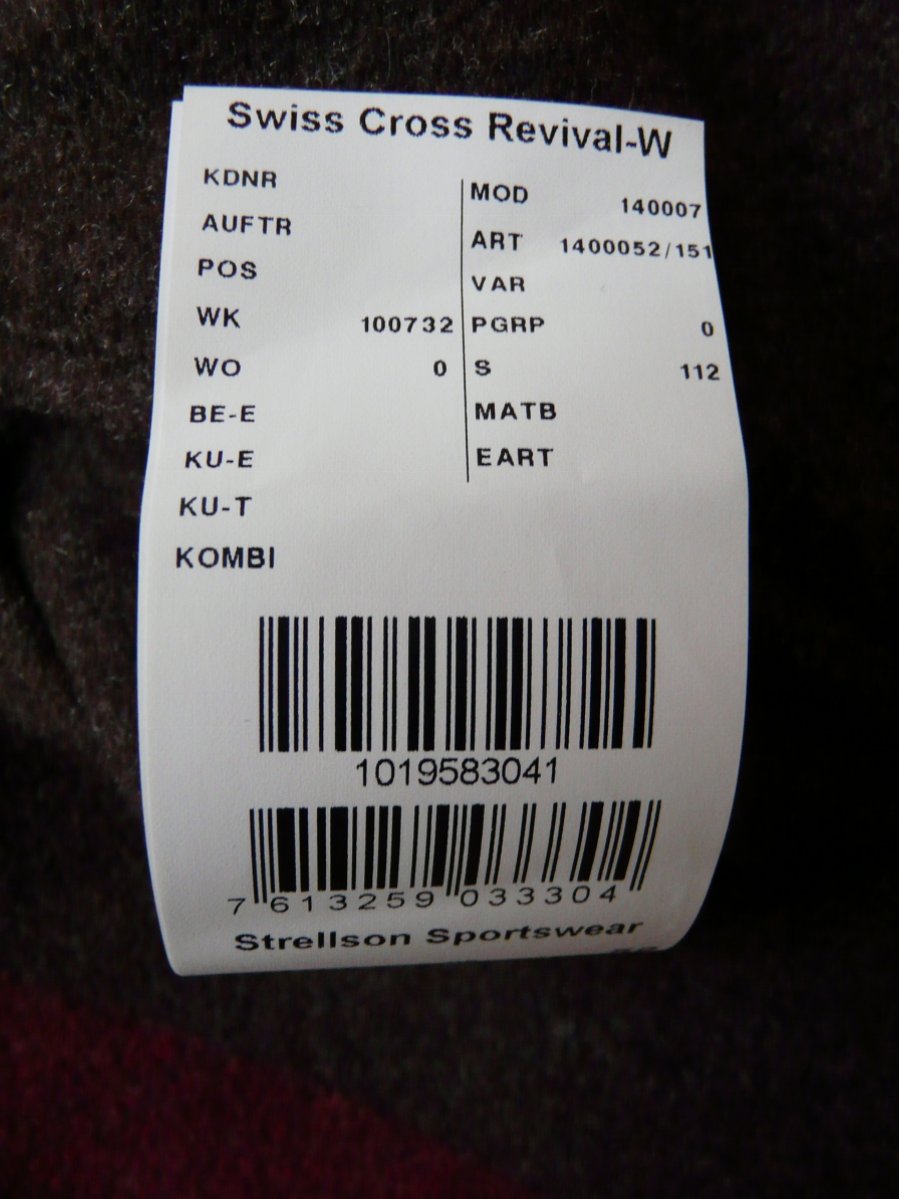 Swiss Cross Revival-W
KDNR
AUFTR
POS
WK 100732
WO 0
BE-E
KU-E
KU-T
KOMBI
MOD 140007
ART 1400052/151
VAR
PGRP 0
S 112
MATB
EART
1019583041
7 613259 033304
Strellson Sportswear